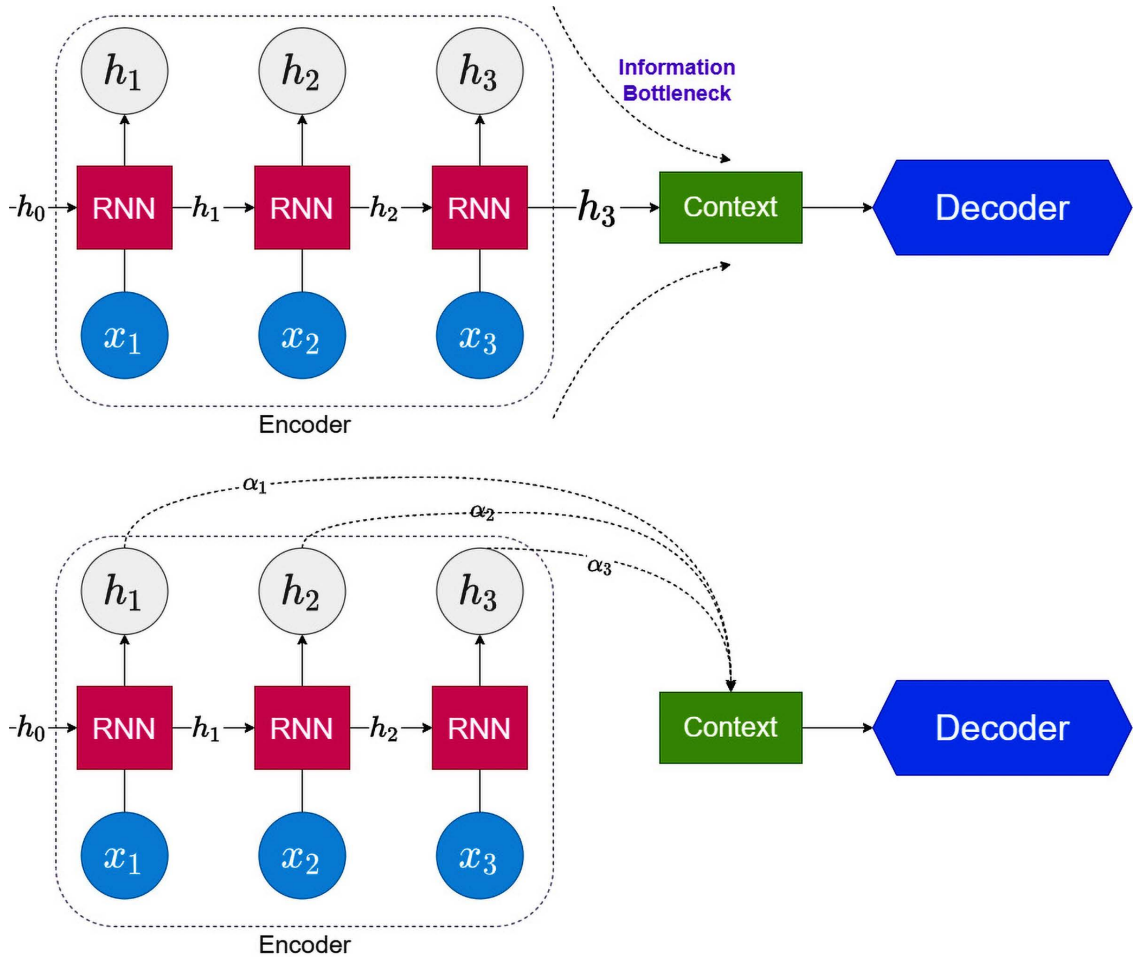 h₁ h₂ h₃
Information
Bottleneck
h₀ RNN h₁ RNN h₂ RNN h₃ Context Decoder
x₁ x₂ x₃
Encoder
α₁
α₂
α₃
h₁ h₂ h₃
h₀ RNN h₁ RNN h₂ RNN Context Decoder
x₁ x₂ x₃
Encoder